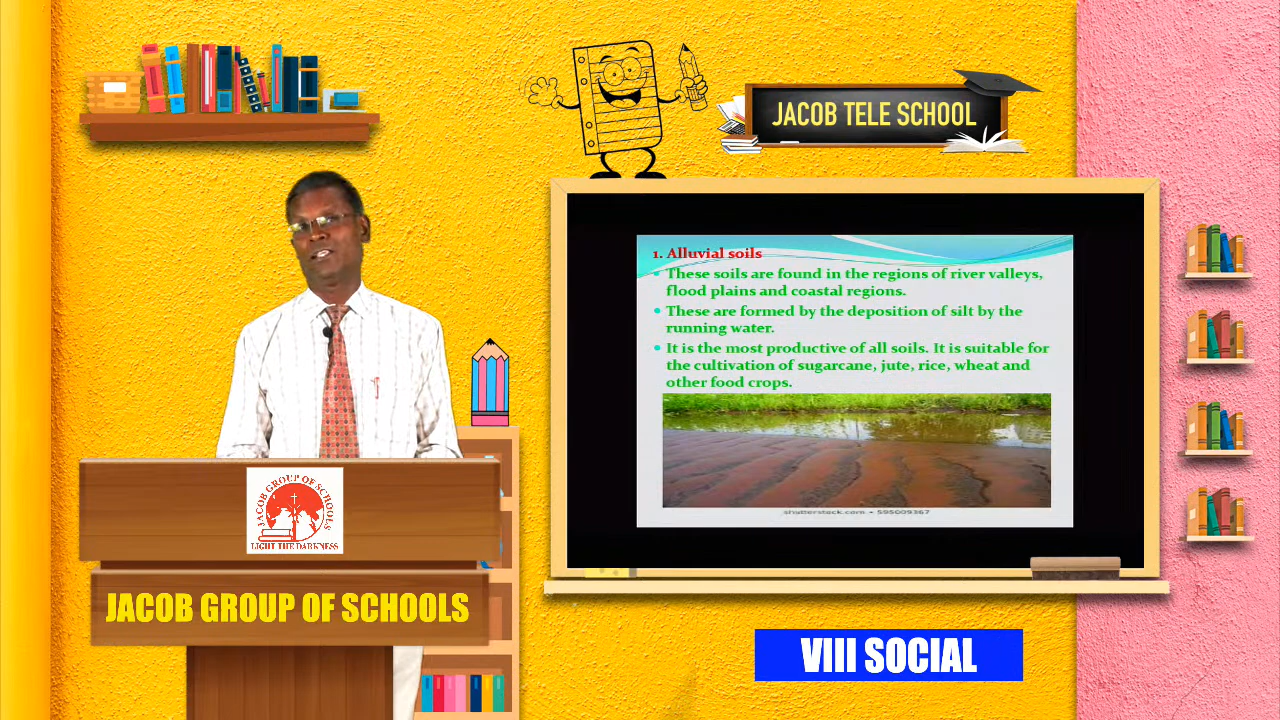 JACOB TELE SCHOOL
1. Alluvial soils
These soils are found in the regions of river valleys,
flood plains and coastal regions.
These are formed by the deposition of silt by the
running water.
It is the most productive of all soils. It is suitable for
the cultivation of sugarcane, jute, rice, wheat and
other food crops.
shutterstock.com • 595009367
JACOB GROUP OF SCHOOLS
LIGHT THE DARKNESS
JACOB GROUP OF SCHOOLS
VIII SOCIAL